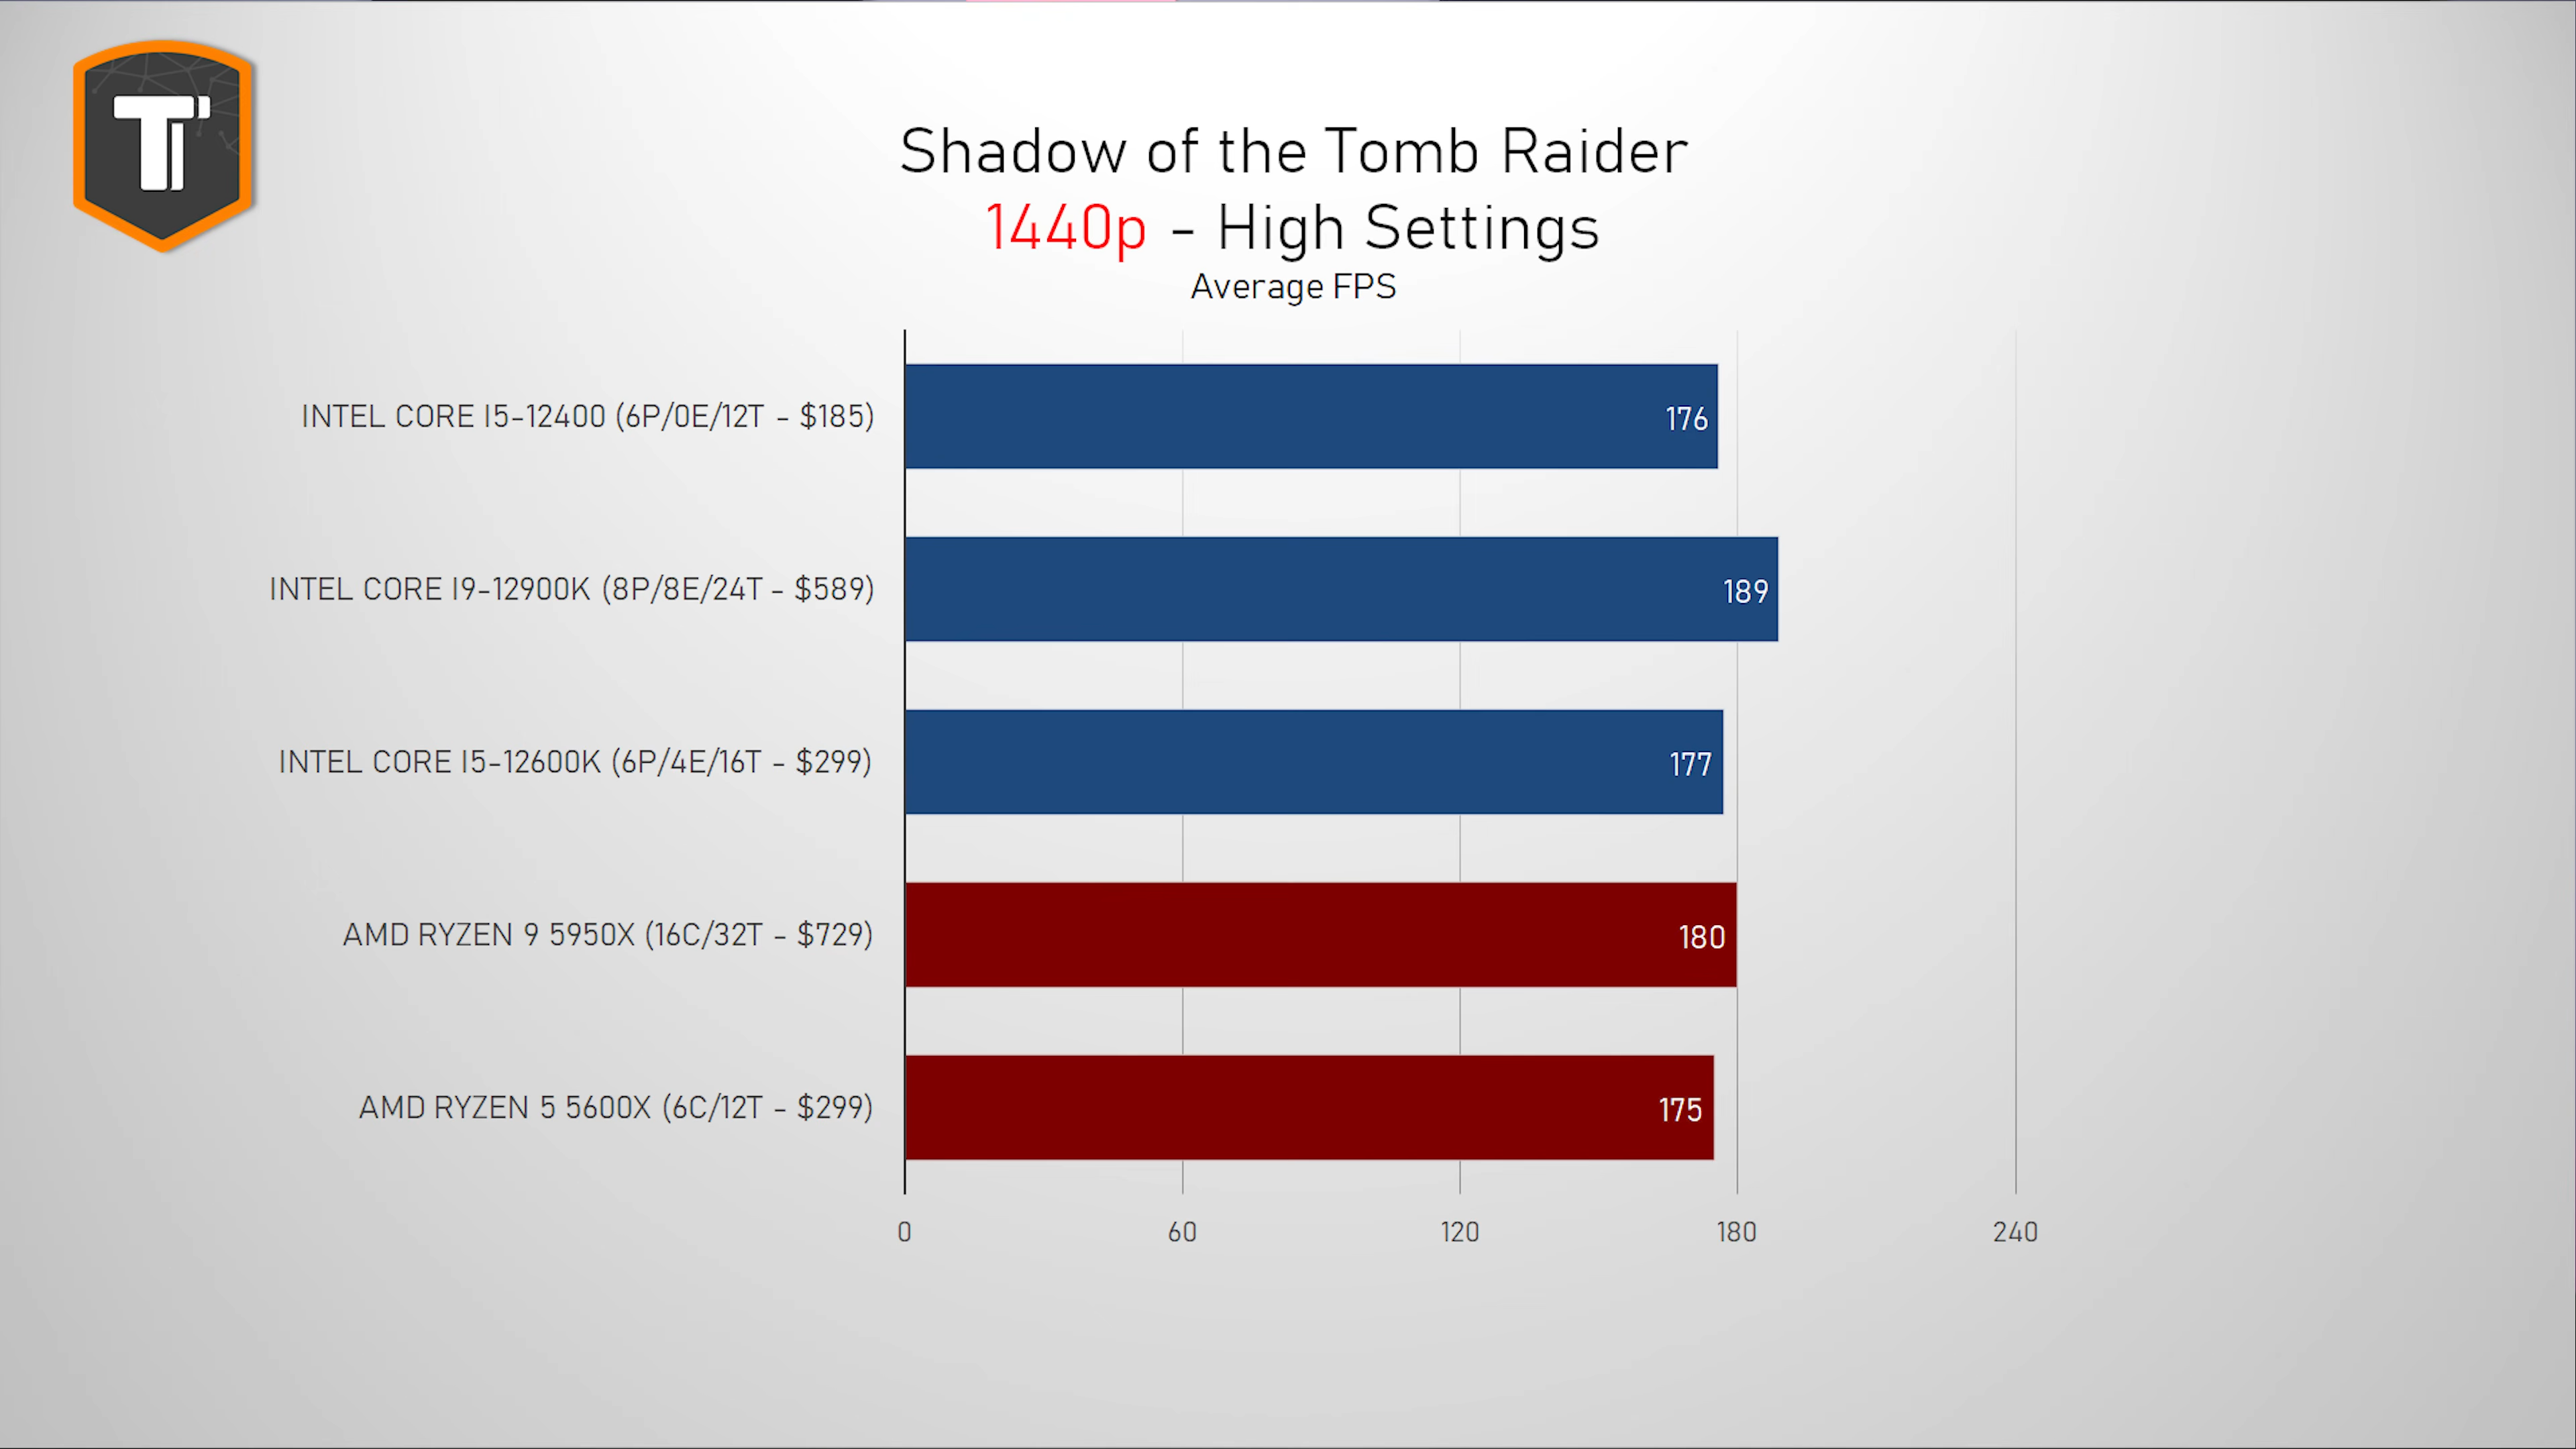 T
Shadow of the Tomb Raider
1440p - High Settings
Average FPS
INTEL CORE I5-12400 (6P/0E/12T - $185)
176
INTEL CORE I9-12900K (8P/8E/24T - $589)
189
INTEL CORE I5-12600K (6P/4E/16T - $299)
177
AMD RYZEN 9 5950X (16C/32T - $729)
180
AMD RYZEN 5 5600X (6C/12T - $299)
175
0 60 120 180 240